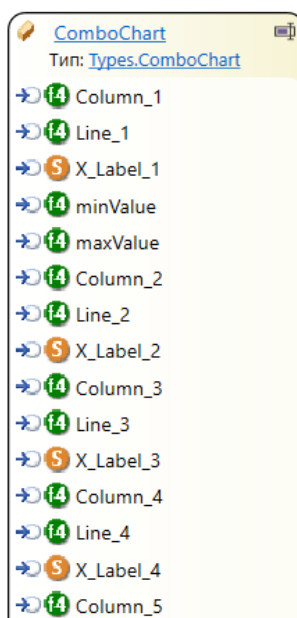 ComboChart
Тип: Types.ComboChart
f4 Column_1
f4 Line_1
S X_Label_1
f4 minValue
f4 maxValue
f4 Column_2
f4 Line_2
S X_Label_2
f4 Column_3
f4 Line_3
S X_Label_3
f4 Column_4
f4 Line_4
S X_Label_4
f4 Column_5